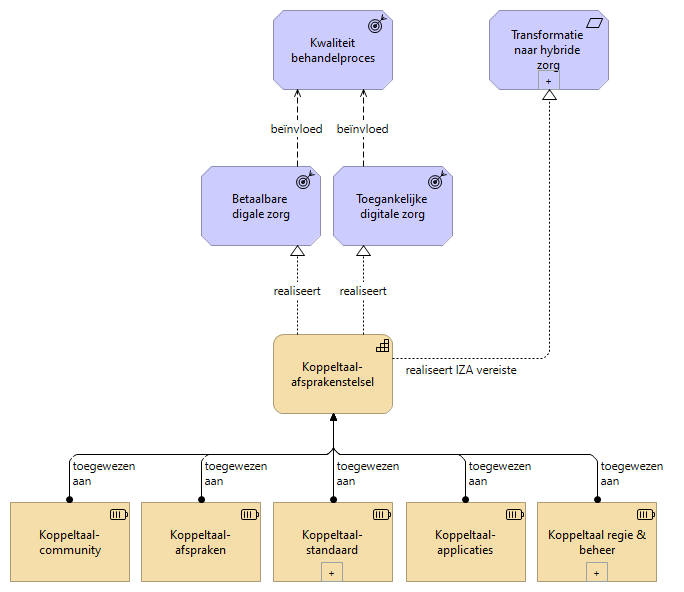 Kwaliteit
behandelproces
Transformatie
naar hybride
zorg
+
beïnvloed
beïnvloed
Betaalbare
digale zorg
Toegankelijke
digitale zorg
realiseert
realiseert
Koppeltaal-
afsprakenstelsel
realiseert IZA vereiste
toegewezen
aan
toegewezen
aan
toegewezen
aan
toegewezen
aan
toegewezen
aan
Koppeltaal-
community
Koppeltaal-
afspraken
Koppeltaal-
standaard
+
Koppeltaal-
applicaties
Koppeltaal regie &
beheer
+